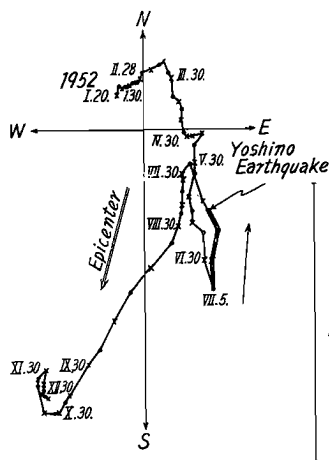 N
II.28
III.30.
1952
I.20.
I.30.
W
E
IV.30.
V.30.
Yoshino
Earthquake
VII.30
Epicenter
VIII.30
VI.30
VII.5.
XI.30
IX.30
XII.30
X.30.
S